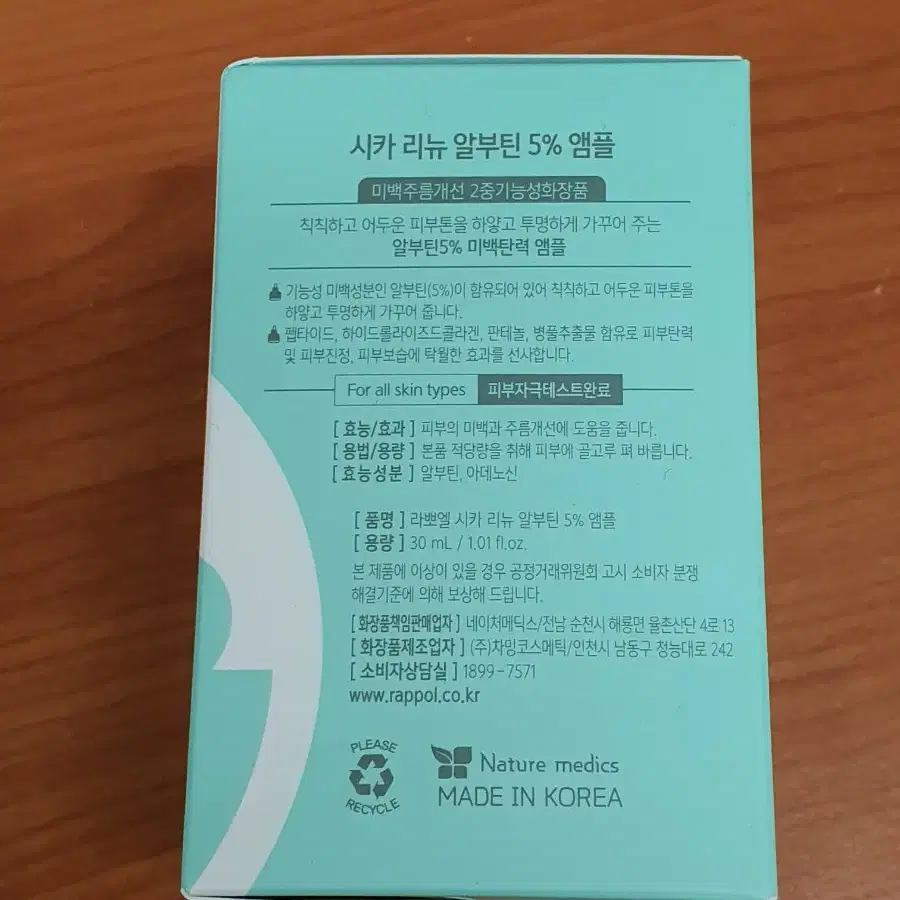 시카 리뉴 알부틴 5% 앰플
미백주름개선 2중기능성화장품
칙칙하고 어두운 피부톤을 하얗고 투명하게 가꾸어 주는
알부틴5% 미백탄력 앰플
기능성 미백성분인 알부틴(5%)이 함유되어 있어 칙칙하고 어두운 피부톤을
하얗고 투명하게 가꾸어 줍니다.
펩타이드, 하이드롤라이즈드콜라겐, 판테놀, 병풀추출물 함유로 피부탄력
및 피부진정, 피부보습에 탁월한 효과를 선사합니다.
For all skin types 피부자극테스트완료
[ 효능/효과 ] 피부의 미백과 주름개선에 도움을 줍니다.
[ 용법/용량 ] 본품 적당량을 취해 피부에 골고루 펴 바릅니다.
[ 효능성분 ] 알부틴, 아데노신
[ 품명 ] 라뽀엘 시카 리뉴 알부틴 5% 앰플
[ 용량 ] 30 mL / 1.01 fl.oz.
본 제품에 이상이 있을 경우 공정거래위원회 고시 소비자 분쟁
해결기준에 의해 보상해 드립니다.
[ 화장품책임판매업자 ] 네이처메딕스/전남 순천시 해룡면 율촌산단 4로 13
[ 화장품제조업자 ] (주)차밍코스메틱/인천시 남동구 청능대로 242
[ 소비자상담실 ] 1899-7571
www.rappol.co.kr
PLEASE
RECYCLE
Nature medics
MADE IN KOREA